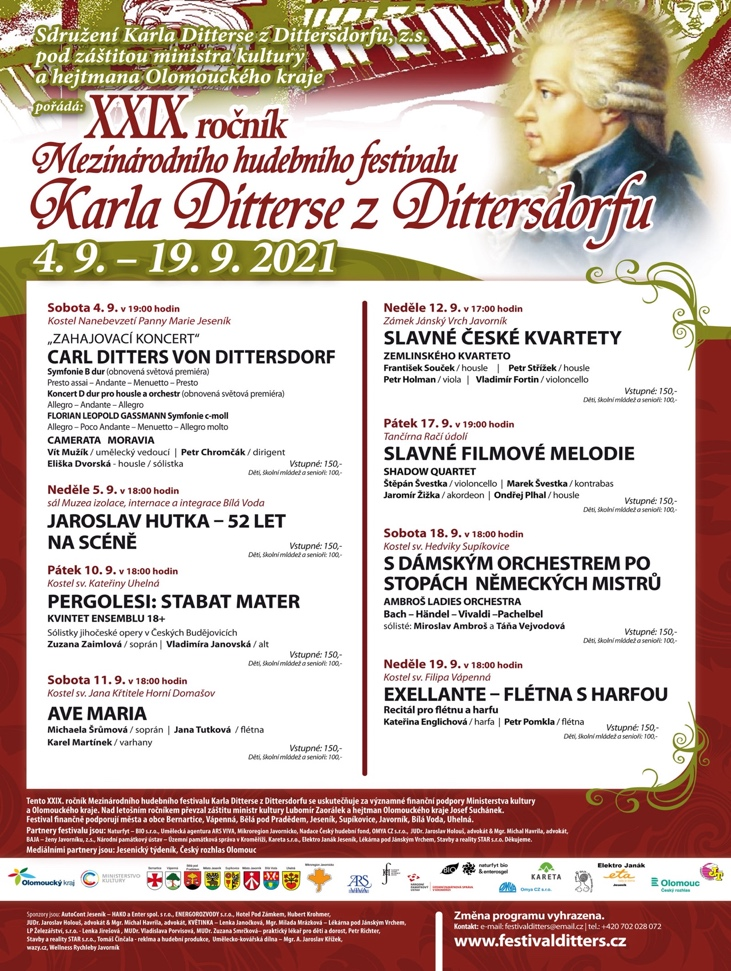 Sdružení Karla Ditterse z Dittersdorfu, z.s.
pod záštitou ministra kultury
a hejtmana Olomouckého kraje
pořádá:
XXIX. ročník
Mezinárodního hudebního festivalu
Karla Ditterse z Dittersdorfu
4. 9. – 19. 9. 2021
Sobota 4. 9. v 19:00 hodin
Kostel Nanebevzetí Panny Marie Jeseník
„ZAHAJOVACÍ KONCERT“
CARL DITTERS VON DITTERSDORF
Symfonie B dur (obnovená světová premiéra)
Presto assai – Andante – Menuetto – Presto
Koncert D dur pro housle a orchestr (obnovená světová premiéra)
Allegro – Andante – Allegro
FLORIAN LEOPOLD GASSMANN Symfonie c-moll
Allegro – Poco Andante – Menuetto – Allegro molto
CAMERATA MORAVIA
Vít Mužík / umělecký vedoucí | Petr Chromčák / dirigent
Eliška Dvorská - housle / sólistka
Vstupné: 150,-
Děti, školní mládež a senioři: 100,-
Neděle 5. 9. v 18:00 hodin
sál Muzea izolace, internace a integrace Bílá Voda
JAROSLAV HUTKA – 52 LET
NA SCÉNĚ
Vstupné: 150,-
Děti, školní mládež a senioři: 100,-
Pátek 10. 9. v 18:00 hodin
Kostel sv. Kateřiny Uhelná
PERGOLESI: STABAT MATER
KVINTET ENSEMBLU 18+
Sólistky jihočeské opery v Českých Budějovicích
Zuzana Zaimlová / soprán | Vladimíra Janovská / alt
Vstupné: 150,-
Děti, školní mládež a senioři: 100,-
Sobota 11. 9. v 18:00 hodin
Kostel sv. Jana Křtitele Horní Domašov
AVE MARIA
Michaela Šrůmová / soprán | Jana Tutková / flétna
Karel Martínek / varhany
Vstupné: 150,-
Děti, školní mládež a senioři: 100,-
Neděle 12. 9. v 17:00 hodin
Zámek Jánský Vrch Javorník
SLAVNÉ ČESKÉ KVARTETY
ZEMLINSKÉHO KVARTETO
František Souček / housle | Petr Střížek / housle
Petr Holman / viola | Vladimír Fortin / violoncello
Vstupné: 150,-
Děti, školní mládež a senioři: 100,-
Pátek 17. 9. v 19:00 hodin
Tančírna Račí údolí
SLAVNÉ FILMOVÉ MELODIE
SHADOW QUARTET
Štěpán Švestka / violoncello | Marek Švestka / kontrabas
Jaromír Žižka / akordeon | Ondřej Plhal / housle
Vstupné: 150,-
Děti, školní mládež a senioři: 100,-
Sobota 18. 9. v 18:00 hodin
Kostel sv. Hedviky Supíkovice
S DÁMSKÝM ORCHESTREM PO
STOPÁCH NĚMECKÝCH MISTRŮ
AMBROŠ LADIES ORCHESTRA
Bach – Händel – Vivaldi –Pachelbel
sólisté: Miroslav Ambroš a Táňa Vejvodová
Vstupné: 150,-
Děti, školní mládež a senioři: 100,-
Neděle 19. 9. v 18:00 hodin
Kostel sv. Filipa Vápenná
EXELLANTE – FLÉTNA S HARFOU
Recitál pro flétnu a harfu
Kateřina Englichová / harfa | Petr Pomkla / flétna
Vstupné: 150,-
Děti, školní mládež a senioři: 100,-
Tento XXIX. ročník Mezinárodního hudebního festivalu Karla Ditterse z Dittersdorfu se uskutečňuje za významné finanční podpory Ministerstva kultury
a Olomouckého kraje. Nad letošním ročníkem převzal záštitu ministr kultury Lubomír Zaorálek a hejtman Olomouckého kraje Josef Suchánek.
Festival finančně podporují města a obce Bernartice, Vápenná, Bělá pod Pradědem, Jeseník, Supíkovice, Javorník, Bílá Voda, Uhelná.
Partnery festivalu jsou: Naturfyt – BIO s.r.o., Umělecká agentura ARS VIVA, Mikroregion Javornicko, Nadace Český hudební fond, OMYA CZ s.r.o., JUDr. Jaroslav Holouš, advokát & Mgr. Michal Havrila, advokát,
BAJA – ženy Javorníku, z.s., Národní památkový ústav – Územní památková správa v Kroměříži, Kareta s.r.o., Elektro Janák Jeseník, Lékárna pod Jánským Vrchem, Stavby a reality STAR s.r.o. Děkujeme.
Mediálními partnery jsou: Jesenický týdeník, Český rozhlas Olomouc
Olomoucký kraj
MINISTERSTVO
KULTURY
Bernartice
Vápenná
Supíkovice
Bílá Voda
Uhelná
Mikroregion Javornicko
ARS
BIO
naturfyt bio
& enterosgel
Omya CZ s.r.o.
KARETA
Elektro Janák
eta
Jeseník
Olomouc
Český rozhlas
Sponzory jsou: AutoCont Jeseník – HAKO a Enter spol. s r.o., ENERGOROZVODY s.r.o., Hotel Pod Zámkem, Hubert Krohmer,
JUDr. Jaroslav Holouš, advokát & Mgr. Michal Havrila, advokát, KVĚTINKA – Lenka Janočková, Mgr. Milada Mrázková – Lékárna pod Jánským Vrchem,
LP Železářství, s.r.o. - Lenka Jirešová , MUDr. Vladislava Porvisová, MUDr. Zuzana Smrčková– praktický lékař pro děti a dorost, Petr Richter,
Stavby a reality STAR s.r.o., Tomáš Činčala - reklma a hudební produkce, Umělecko-kovářská dílna – Mgr. A. Jaroslav Křížek,
wazy.cz, Wellness Rychleby Javorník
Změna programu vyhrazena.
Kontakt: e-mail: festivalditters@email.cz | tel.: +420 702 028 072
www.festivalditters.cz